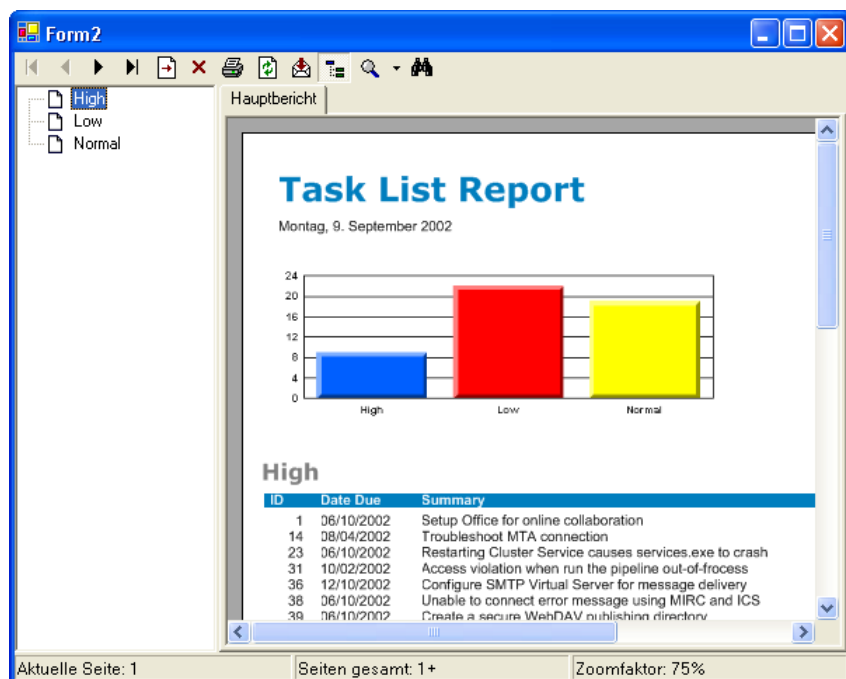 Form2
High
Low
Normal
Hauptbericht
Task List Report
Montag, 9. September 2002
24
20
16
12
8
4
0
High Low Normal
High
ID Date Due Summary
1 06/10/2002 Setup Office for online collaboration
14 08/04/2002 Troubleshoot MTA connection
23 06/10/2002 Restarting Cluster Service causes services.exe to crash
31 10/02/2002 Access violation when run the pipeline out-of-frocess
36 12/10/2002 Configure SMTP Virtual Server for message delivery
38 06/10/2002 Unable to connect error message using MIRC and ICS
39 06/10/2002 Create a secure WebDAV publishing directory
Aktuelle Seite: 1 Seiten gesamt: 1+ Zoomfaktor: 75%